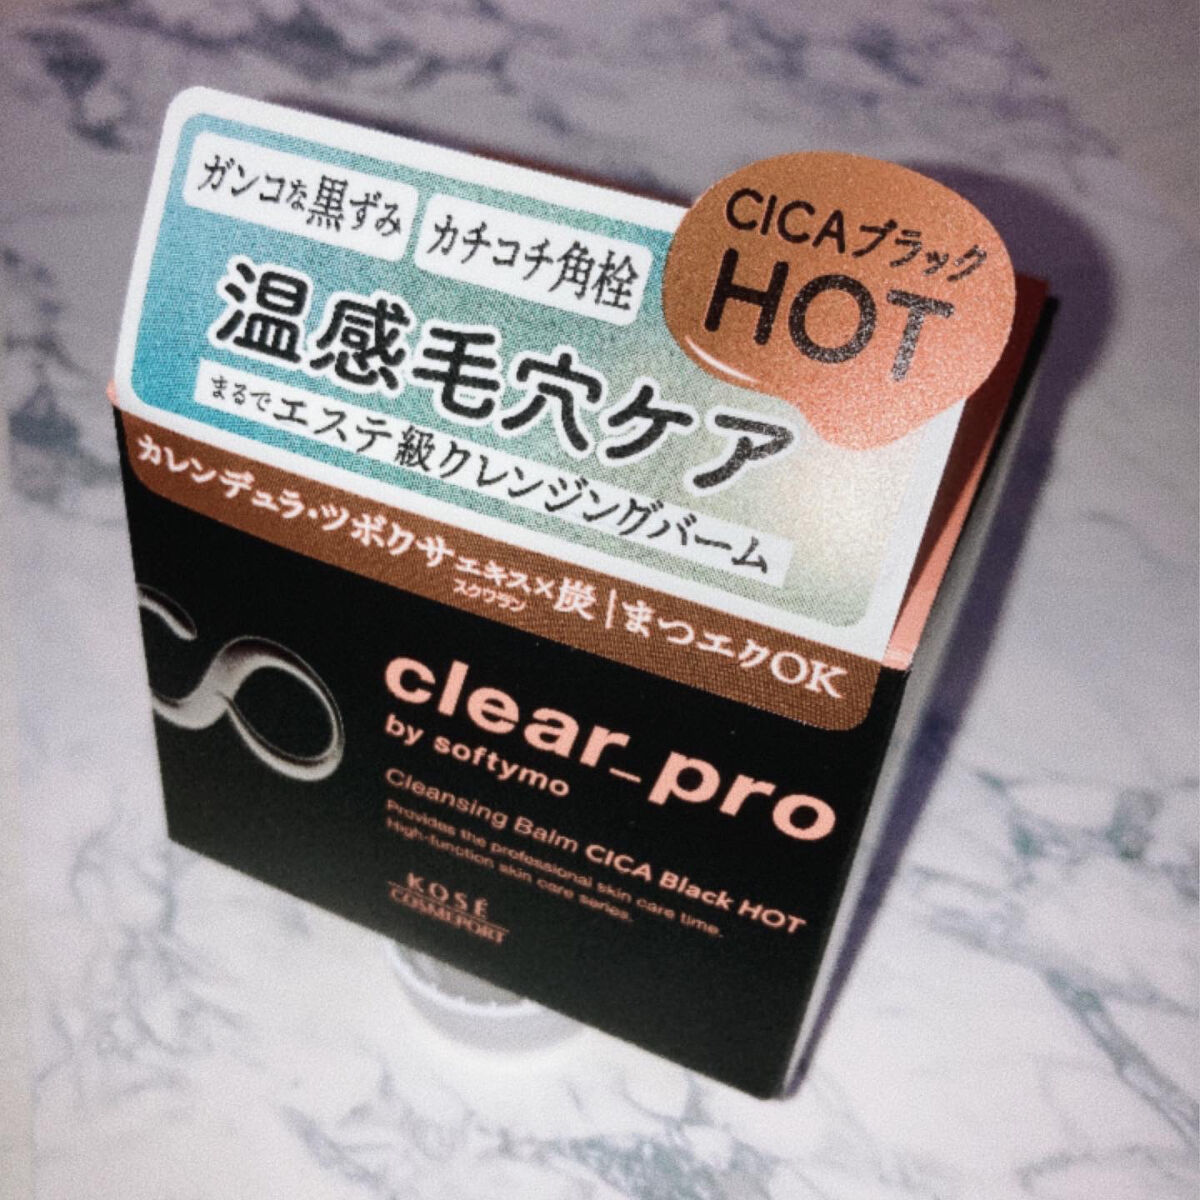 CICAブラック
HOT
ガンコな黒ずみ
カチコチ角栓
温感毛穴ケア
まるでエステ級クレンジングバーム
カレンデュラ・ツボクサエキス×炭|まつエクOK
スクワラン
clear_pro
by softymo
Cleansing Balm CICA Black HOT
Provides the professional skin care time.
High-function skin care series.
KOSÉ
COSMEPORT